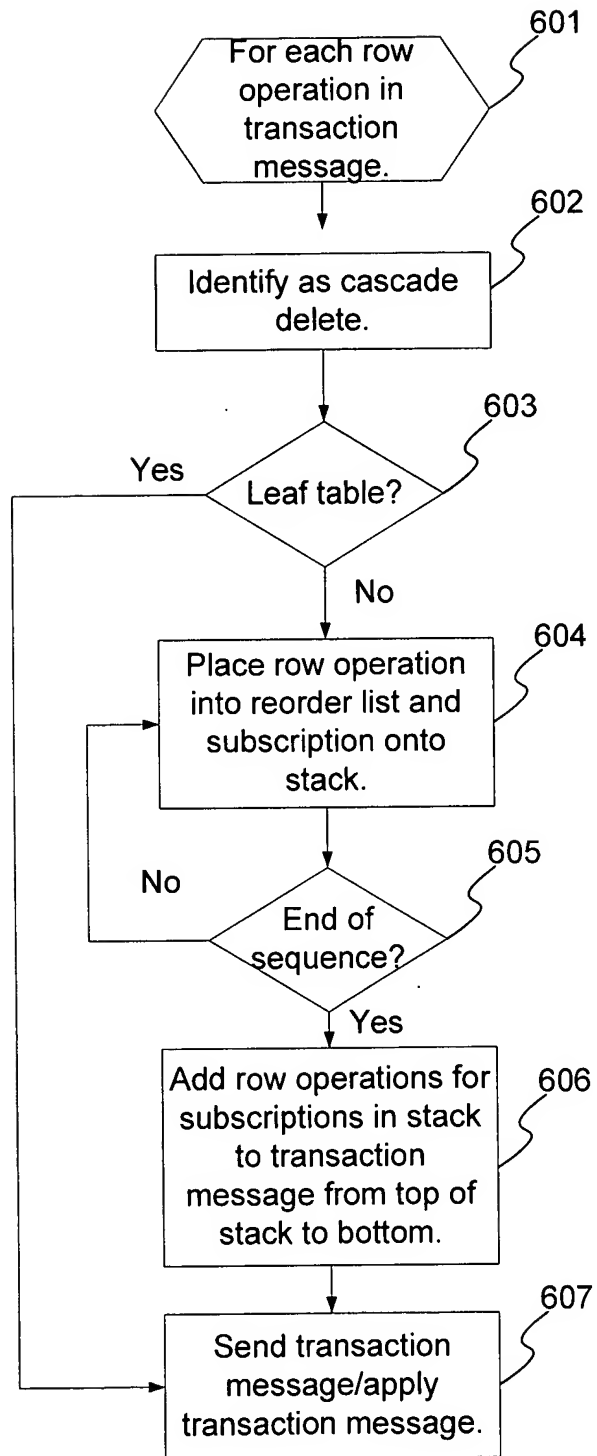 601
For each row
operation in
transaction
message.
602
Identify as cascade
delete.
603
Yes
Leaf table?
No
604
Place row operation
into reorder list and
subscription onto
stack.
605
No
End of
sequence?
Yes
606
Add row operations for
subscriptions in stack
to transaction
message from top of
stack to bottom.
607
Send transaction
message/apply
transaction message.